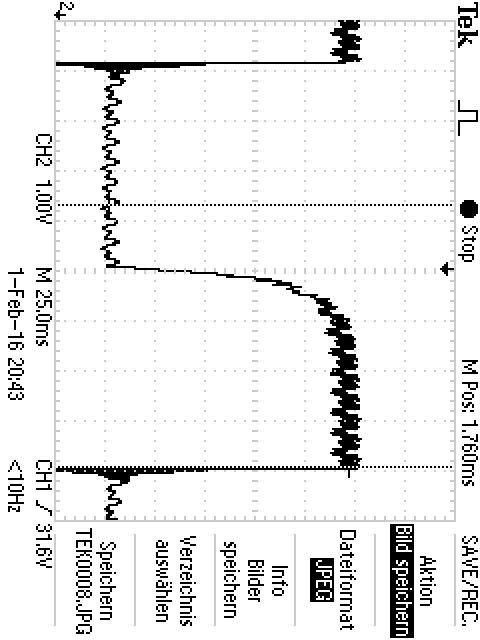 Tek
Stop
M Pos: 1.760ms
SAVE/REC.
Aktion
Bild speichern
Dateiformat
JPEG
Info
Bilder
speichern
Verzeichnis
auswählen
Speichern
TEK0008.JPG
2
CH2 1.00V
M 25.0ms
CH1 / 31.6V
1-Feb-16 20:43
<10Hz